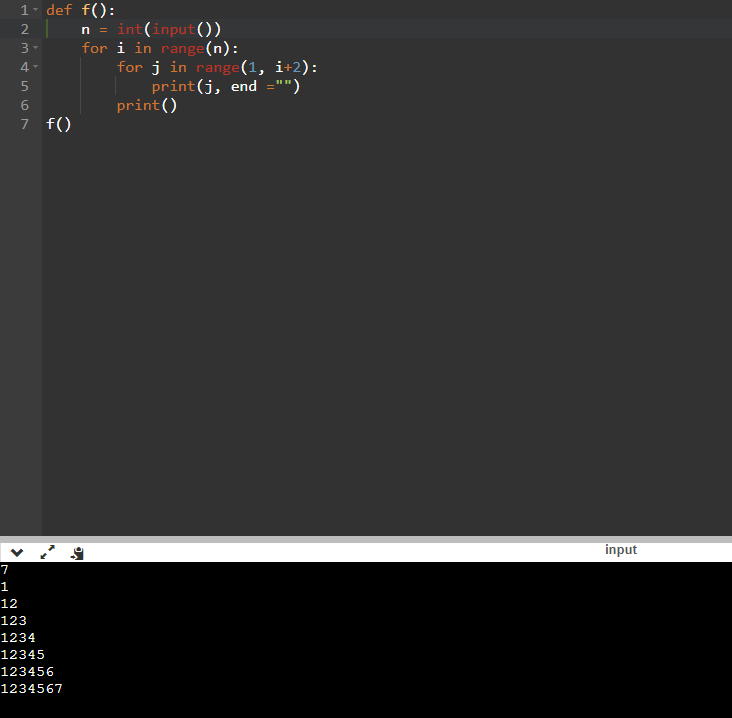 1 def f():
2     n = int(input())
3     for i in range(n):
4         for j in range(1, i+2):
5             print(j, end ="")
6         print()
7 f()
input
7
1
12
123
1234
12345
123456
1234567